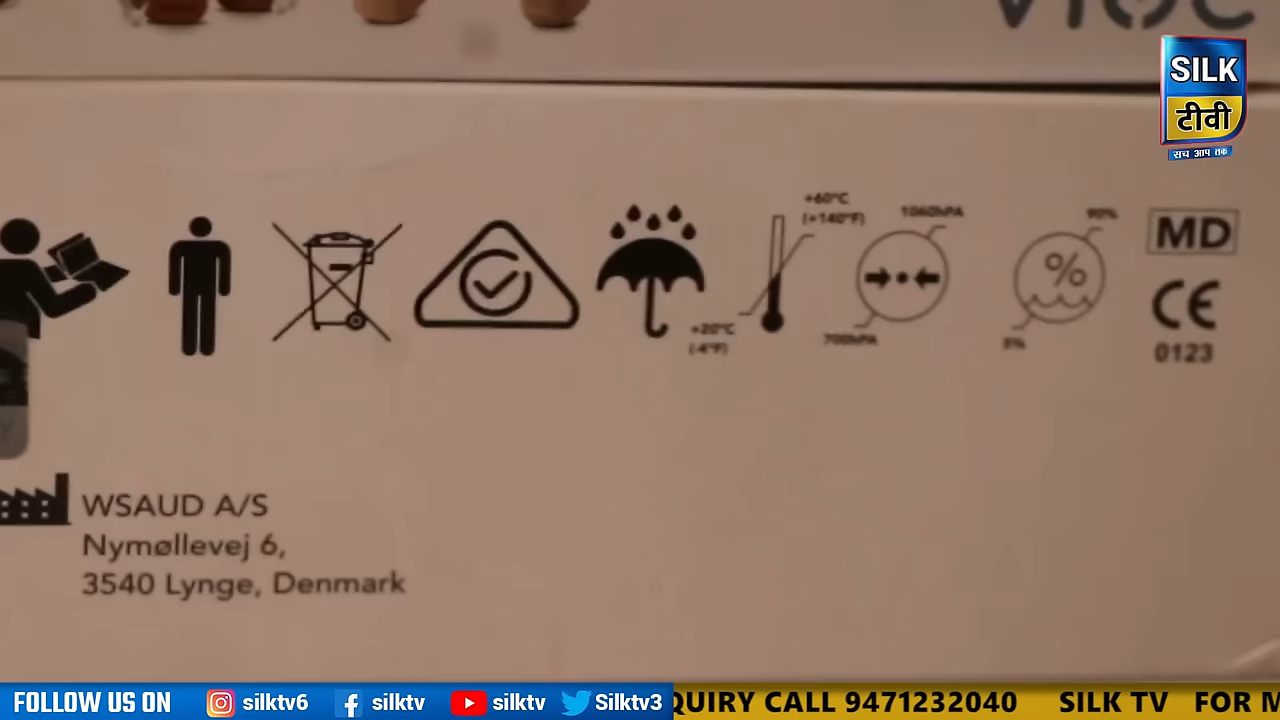 SILK
टीवी
सच आप तक
+60°C
(+140°F)
1060hPA
90%
MD
+20°C
(-4°F)
700hPA
5%
CE
0123
WSAUD A/S
Nymøllevej 6,
3540 Lynge, Denmark
FOLLOW US ON silktv6 silktv silktv Silktv3 QUIRY CALL 9471232040 SILK TV FOR M